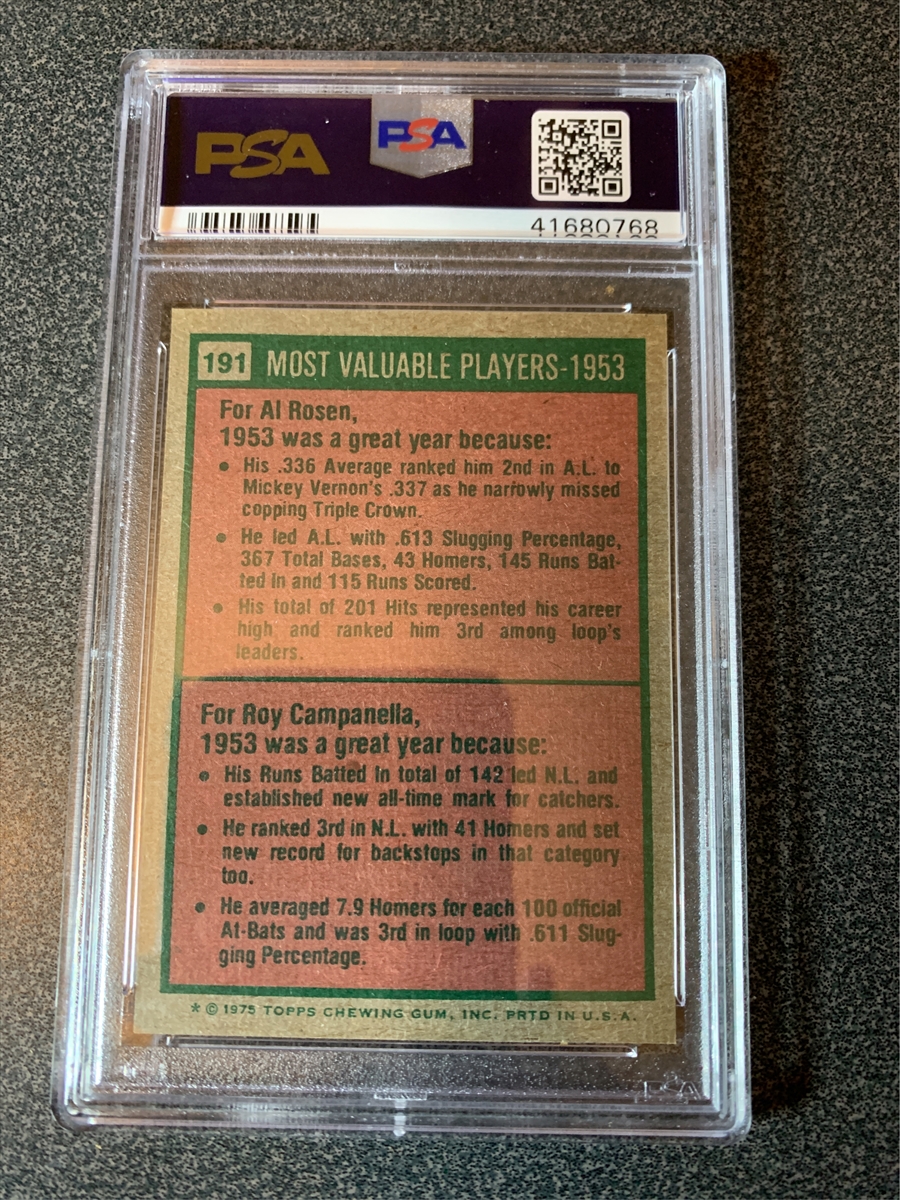 PSA
PSA
41680768
191 MOST VALUABLE PLAYERS-1953
For Al Rosen,
1953 was a great year because:
• His .336 Average ranked him 2nd in A.L. to
Mickey Vernon's .337 as he narrowly missed
copping Triple Crown.
• He led A.L. with .613 Slugging Percentage,
367 Total Bases, 43 Homers, 145 Runs Bat-
ted In and 115 Runs Scored.
• His total of 201 Hits represented his career
high and ranked him 3rd among loop's
leaders.
For Roy Campanella,
1953 was a great year because:
• His Runs Batted In total of 142 led N.L. and
established new all-time mark for catchers.
• He ranked 3rd in N.L. with 41 Homers and set
new record for backstops in that category
too.
• He averaged 7.9 Homers for each 100 official
At-Bats and was 3rd in loop with .611 Slug-
ging Percentage.
* © 1975 TOPPS CHEWING GUM, INC. PRTD IN U.S.A.
PSA